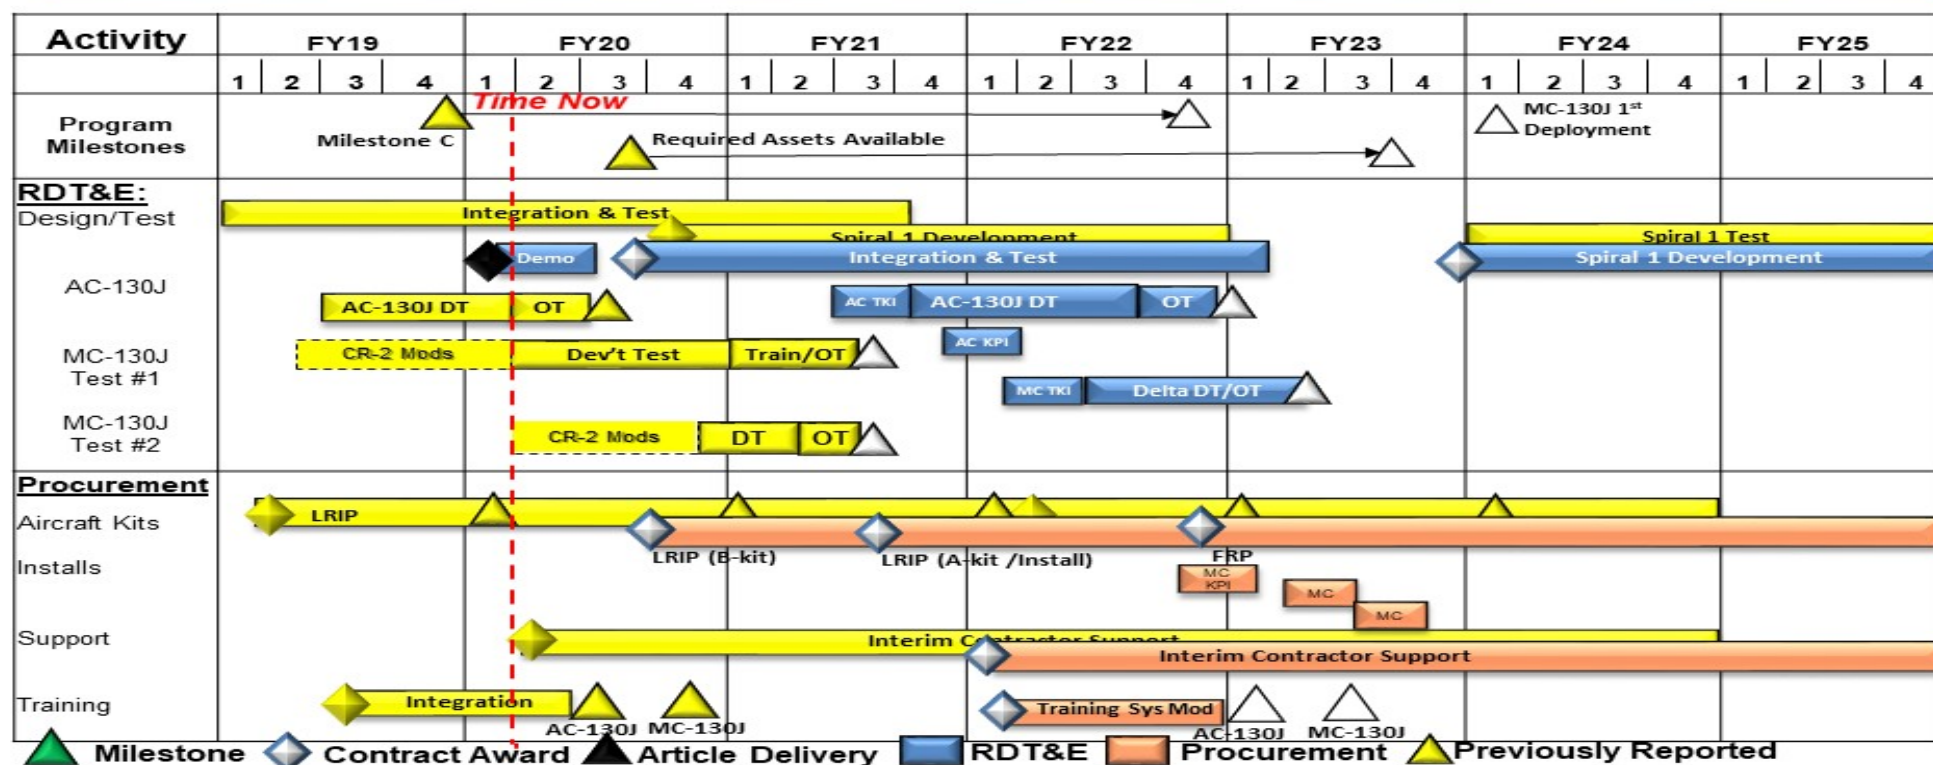 Activity FY19 FY20 FY21 FY22 FY23 FY24 FY25
1 2 3 4 1 2 3 4 1 2 3 4 1 2 3 4 1 2 3 4 1 2 3 4 1 2 3 4
Time Now
Program
Milestones
Milestone C
Required Assets Available
MC-130J 1st
Deployment
RDT&E:
Design/Test
Integration & Test
Spiral 1 Development
Spiral 1 Test
Demo
Integration & Test
Spiral 1 Development
AC-130J
AC-130J DT
OT
AC TKI
AC-130J DT
OT
AC KPI
MC-130J
Test #1
CR-2 Mods
Dev't Test
Train/OT
MC TKI
Delta DT/OT
MC-130J
Test #2
CR-2 Mods
DT
OT
Procurement
Aircraft Kits
LRIP
LRIP (B-kit)
LRIP (A-kit /Install)
FRP
Installs
MC
KPI
MC
MC
Support
Interim Contractor Support
Interim Contractor Support
Training
Integration
AC-130J
MC-130J
Training Sys Mod
AC-130J
MC-130J
Milestone Contract Award Article Delivery RDT&E Procurement Previously Reported